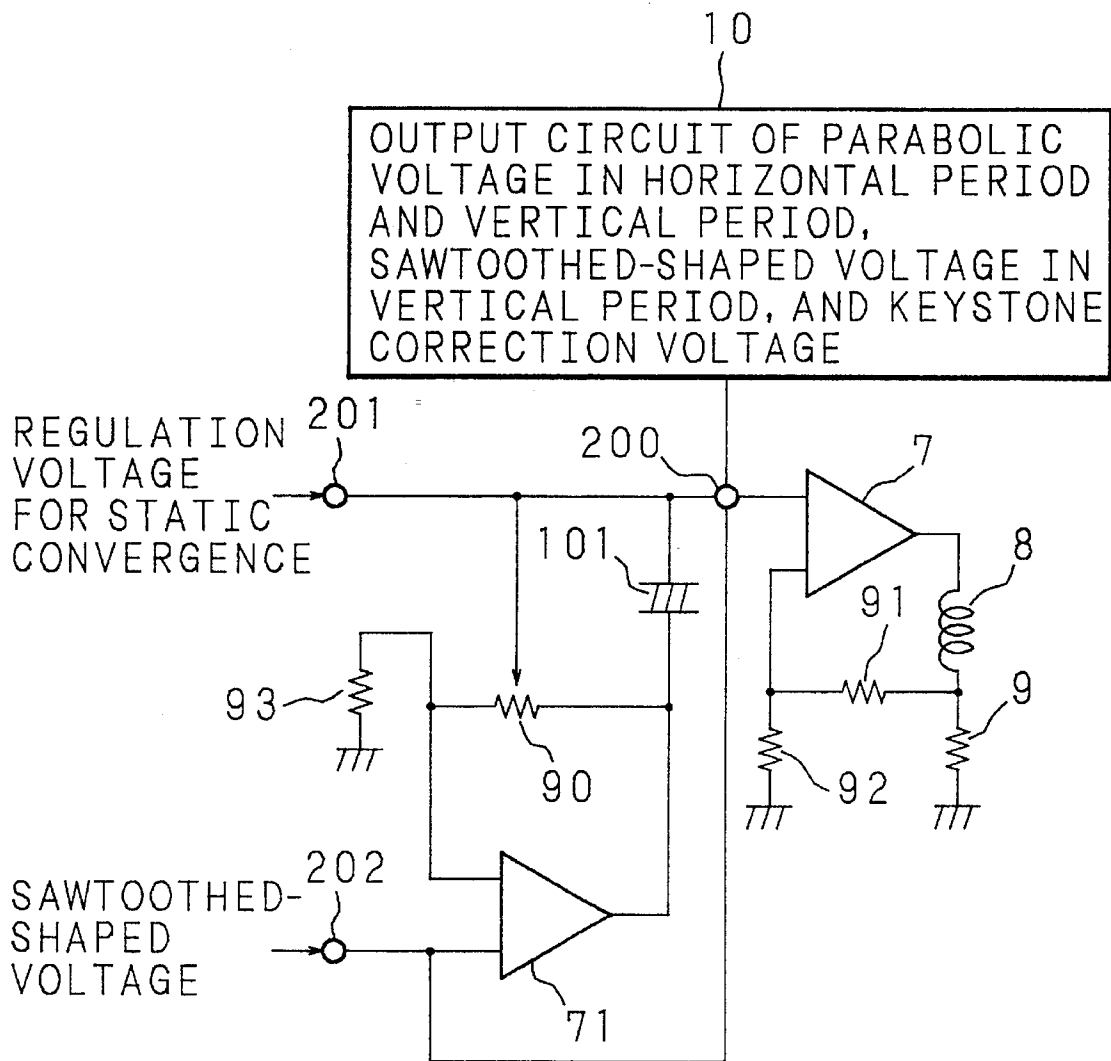 10
OUTPUT CIRCUIT OF PARABOLIC
VOLTAGE IN HORIZONTAL PERIOD
AND VERTICAL PERIOD,
SAWTOOTHED-SHAPED VOLTAGE IN
VERTICAL PERIOD, AND KEYSTONE
CORRECTION VOLTAGE
REGULATION
VOLTAGE
FOR STATIC
CONVERGENCE
201
200
7
101
8
91
93
90
92
9
SAWTOOTHED-
SHAPED
VOLTAGE
202
71